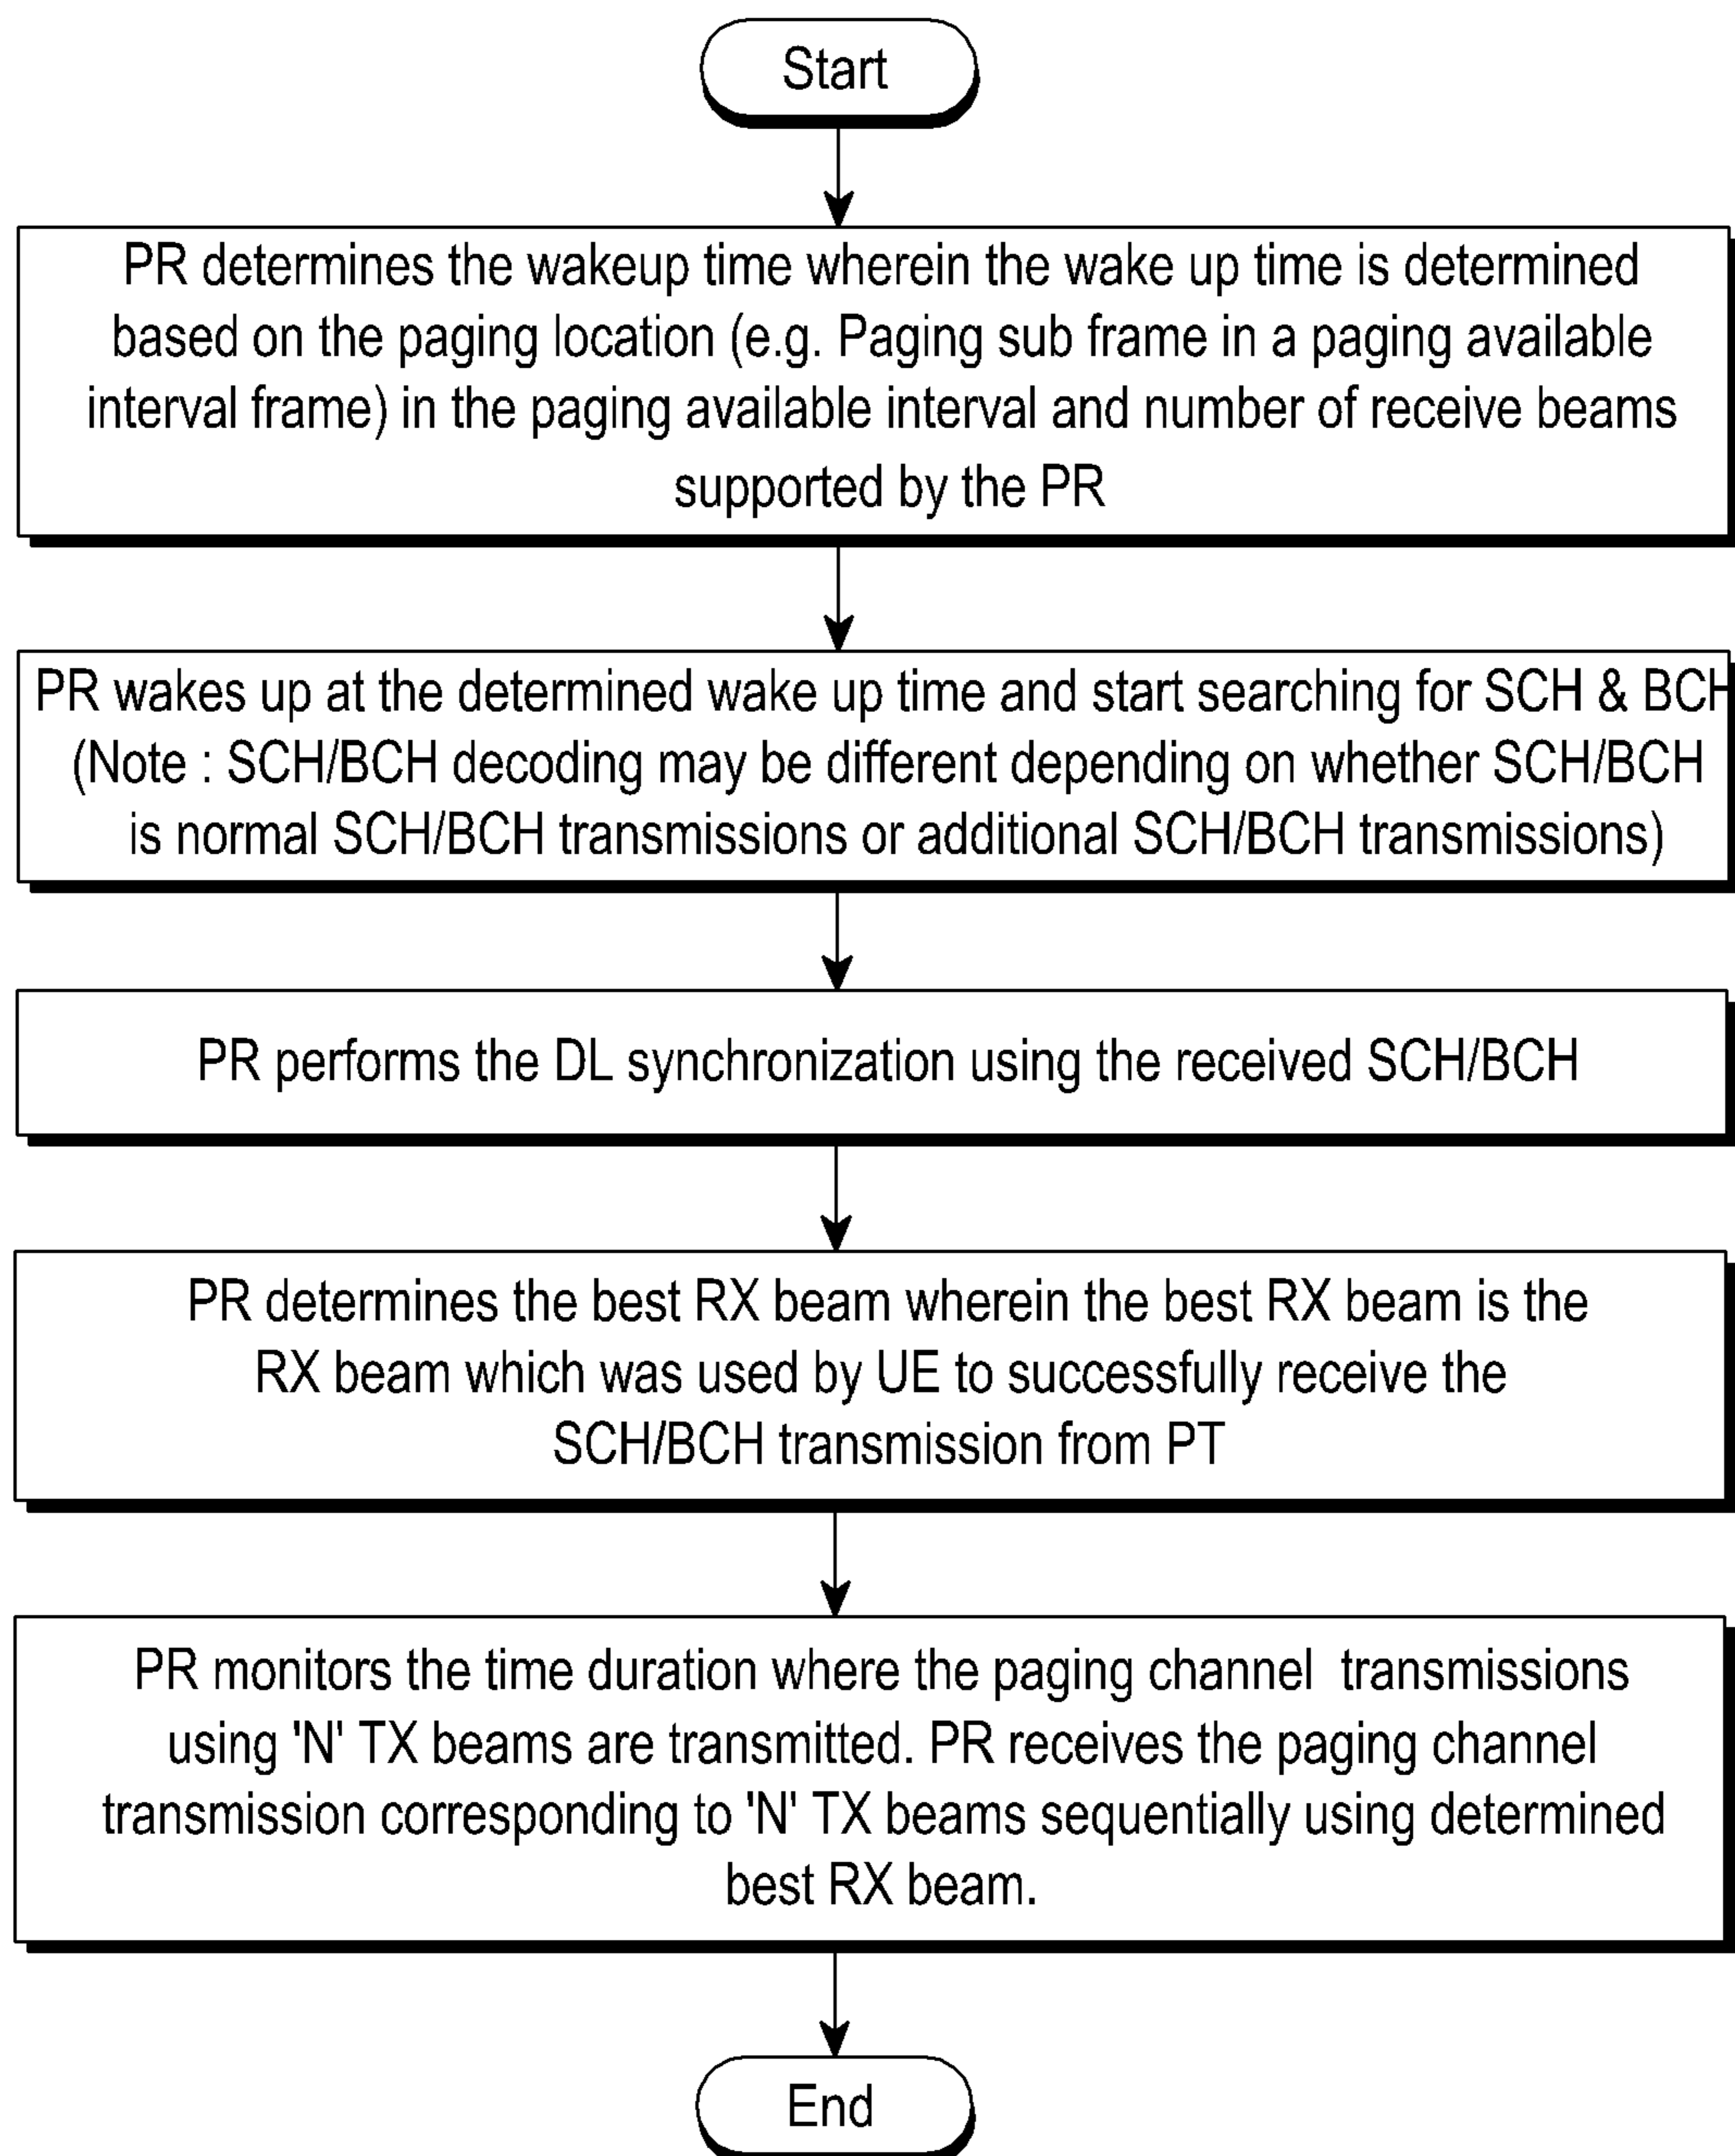 Start
PR determines the wakeup time wherein the wake up time is determined
based on the paging location (e.g. Paging sub frame in a paging available
interval frame) in the paging available interval and number of receive beams
supported by the PR
PR wakes up at the determined wake up time and start searching for SCH & BCH
(Note : SCH/BCH decoding may be different depending on whether SCH/BCH
is normal SCH/BCH transmissions or additional SCH/BCH transmissions)
PR performs the DL synchronization using the received SCH/BCH
PR determines the best RX beam wherein the best RX beam is the
RX beam which was used by UE to successfully receive the
SCH/BCH transmission from PT
PR monitors the time duration where the paging channel transmissions
using 'N' TX beams are transmitted. PR receives the paging channel
transmission corresponding to 'N' TX beams sequentially using determined
best RX beam.
End